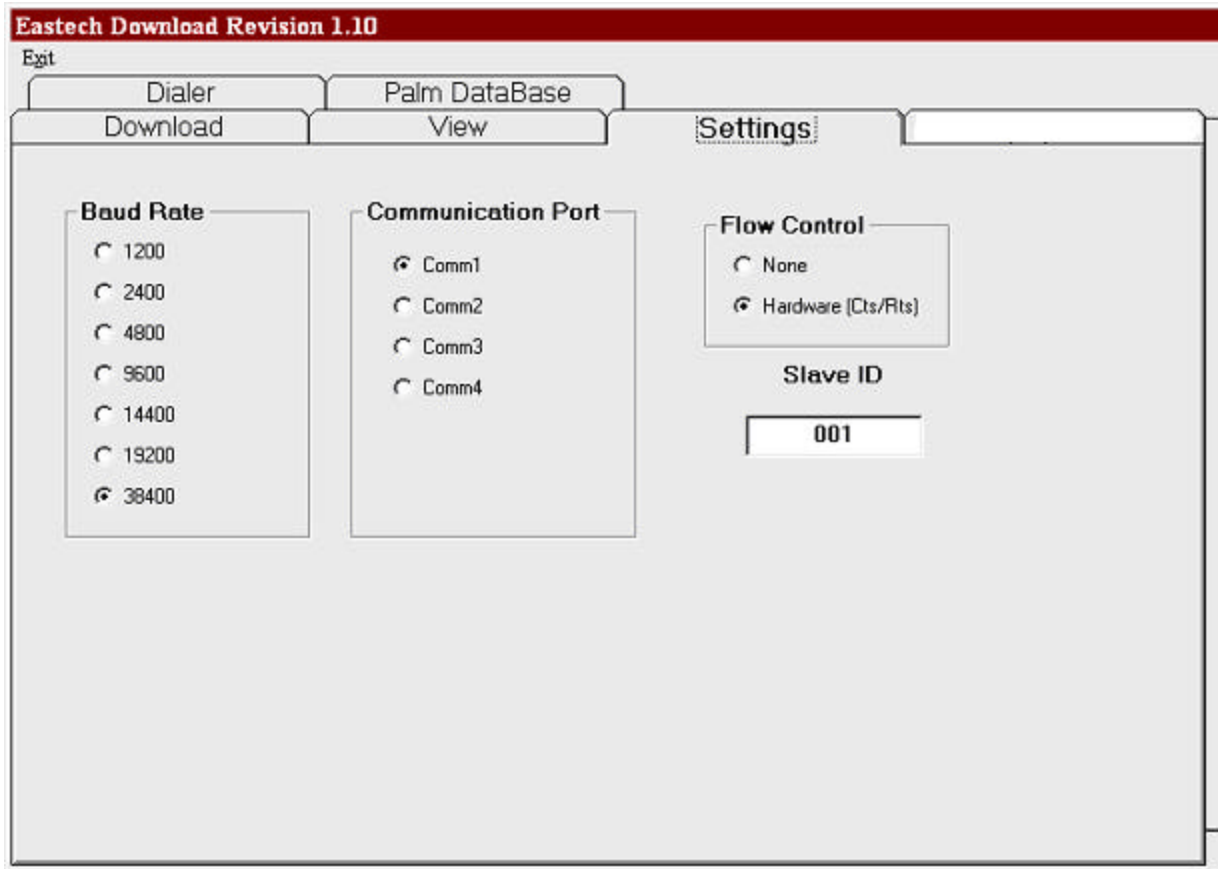 Eastech Download Revision 1.10
Exit
Dialer
Palm DataBase
Download
View
Settings
Baud Rate
1200
2400
4800
9600
14400
19200
38400
Communication Port
Comm1
Comm2
Comm3
Comm4
Flow Control
None
Hardware (Cts/Rts)
Slave ID
001